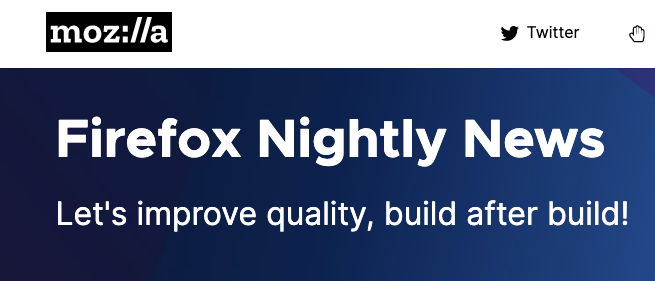 moz://a
Twitter
Firefox Nightly News
Let's improve quality, build after build!